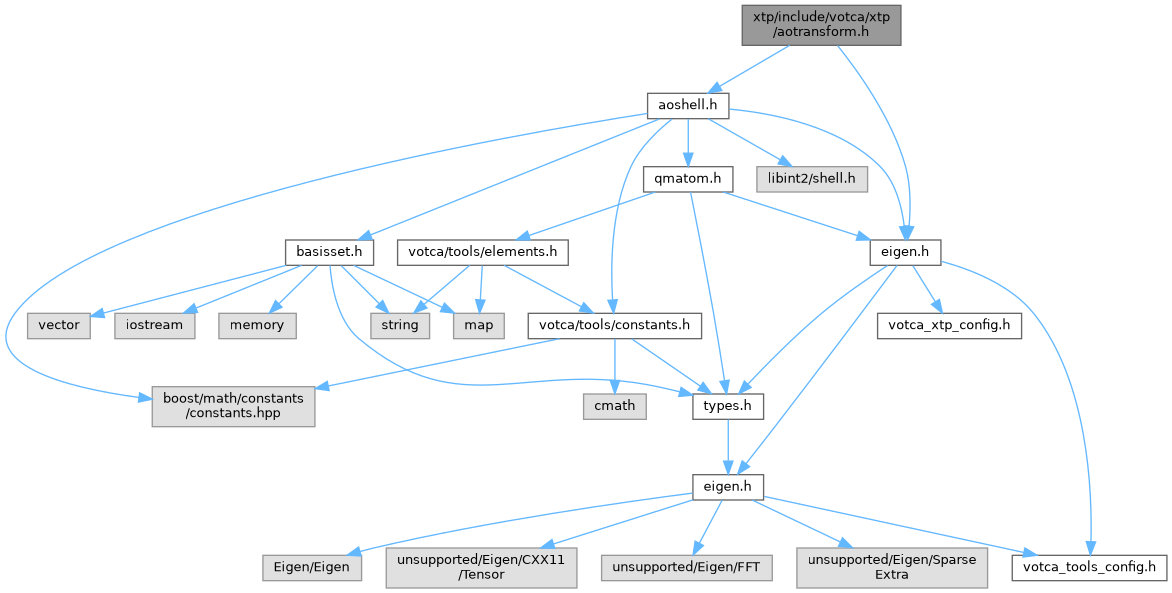 xtp/include/votca/xtp
/aotransform.h
aoshell.h
qmatom.h
libint2/shell.h
basisset.h
votca/tools/elements.h
eigen.h
vector
iostream
memory
string
map
votca/tools/constants.h
votca_xtp_config.h
boost/math/constants
/constants.hpp
cmath
types.h
eigen.h
Eigen/Eigen
unsupported/Eigen/CXX11
/Tensor
unsupported/Eigen/FFT
unsupported/Eigen/Sparse
Extra
votca_tools_config.h